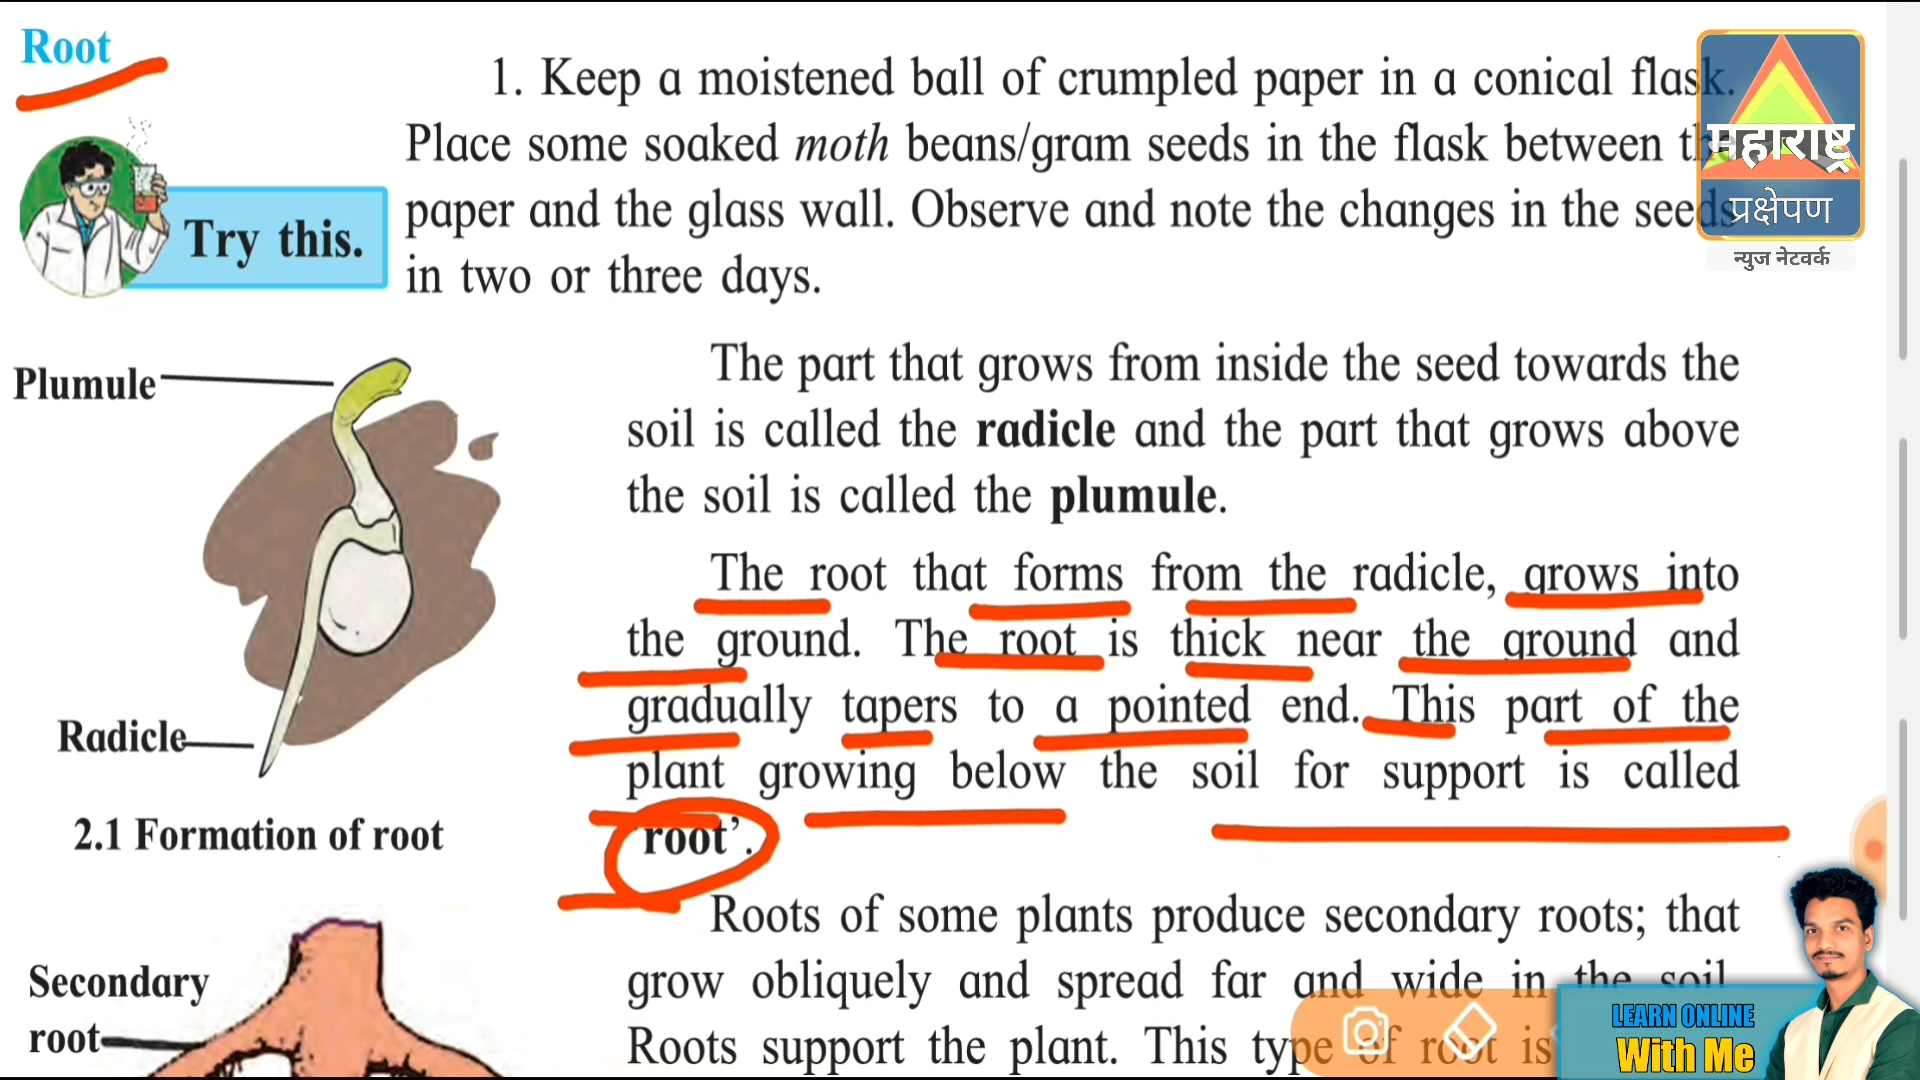 Root
1. Keep a moistened ball of crumpled paper in a conical flask.
Place some soaked moth beans/gram seeds in the flask between the
paper and the glass wall. Observe and note the changes in the seeds
in two or three days.
Try this.
महाराष्ट्र
प्रक्षेपण
न्युज नेटवर्क
Plumule
The part that grows from inside the seed towards the
soil is called the radicle and the part that grows above
the soil is called the plumule.
The root that forms from the radicle, grows into
the ground. The root is thick near the ground and
gradually tapers to a pointed end. This part of the
plant growing below the soil for support is called
root’.
Radicle
2.1 Formation of root
Roots of some plants produce secondary roots; that
grow obliquely and spread far and wide in the soil
Roots support the plant. This type of root is
Secondary
root
LEARN ONLINE
With Me